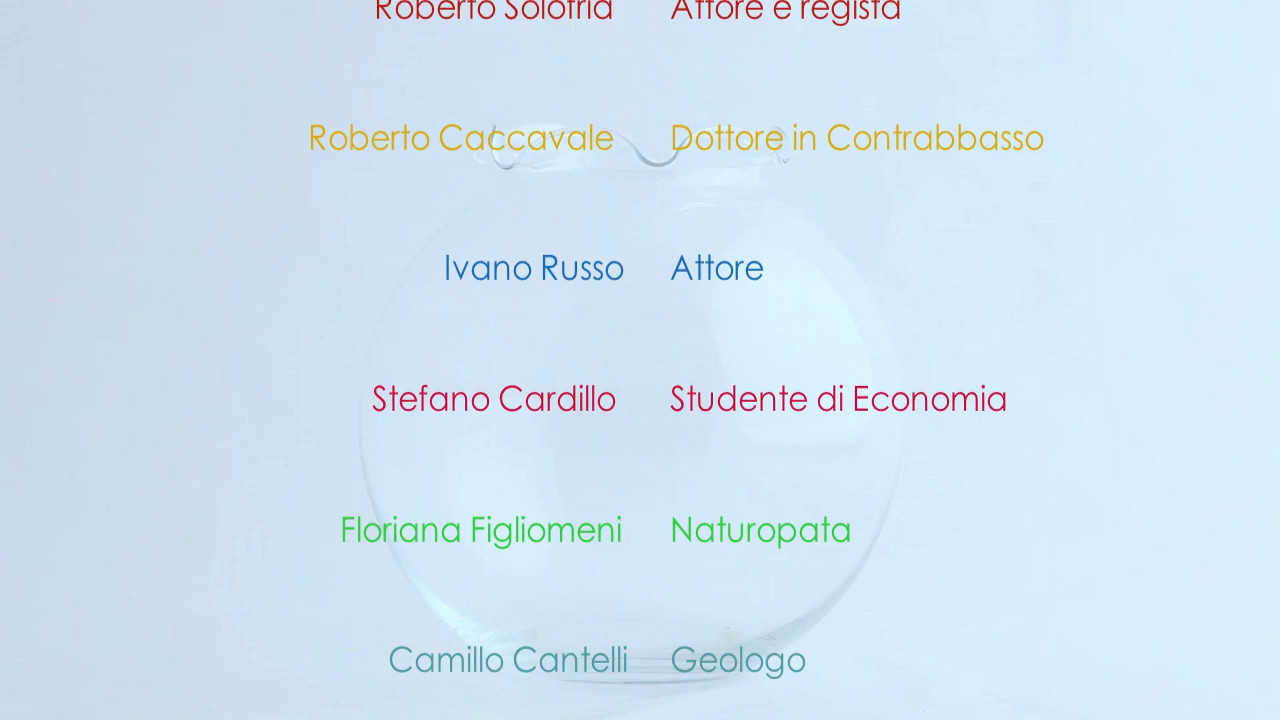 Roberto Solofria Attore e regista
Roberto Caccavale Dottore in Contrabbasso
Ivano Russo Attore
Stefano Cardillo Studente di Economia
Floriana Figliomeni Naturopata
Camillo Cantelli Geologo